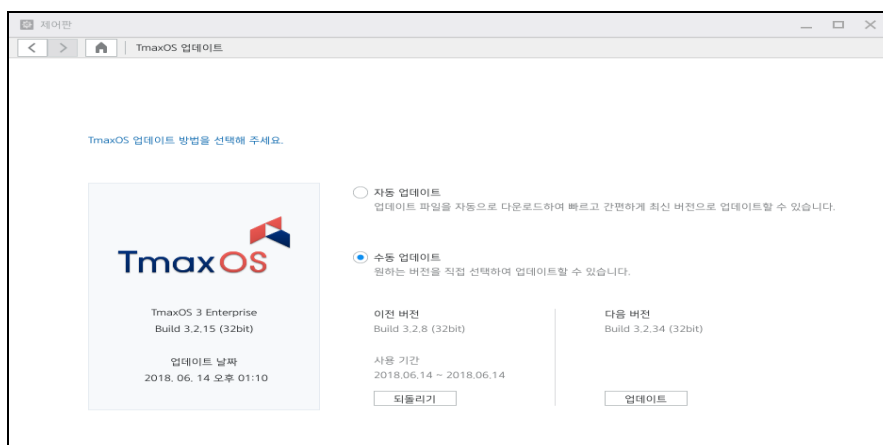 제어판
TmaxOS 업데이트
TmaxOS 업데이트 방법을 선택해 주세요.
TmaxOS
TmaxOS 3 Enterprise
Build 3.2.15 (32bit)
업데이트 날짜
2018. 06. 14 오후 01:10
자동 업데이트
업데이트 파일을 자동으로 다운로드하여 빠르고 간편하게 최신 버전으로 업데이트할 수 있습니다.
수동 업데이트
원하는 버전을 직접 선택하여 업데이트할 수 있습니다.
이전 버전
Build 3.2.8 (32bit)
사용 기간
2018.06.14 ~ 2018.06.14
되돌리기
다음 버전
Build 3.2.34 (32bit)
업데이트